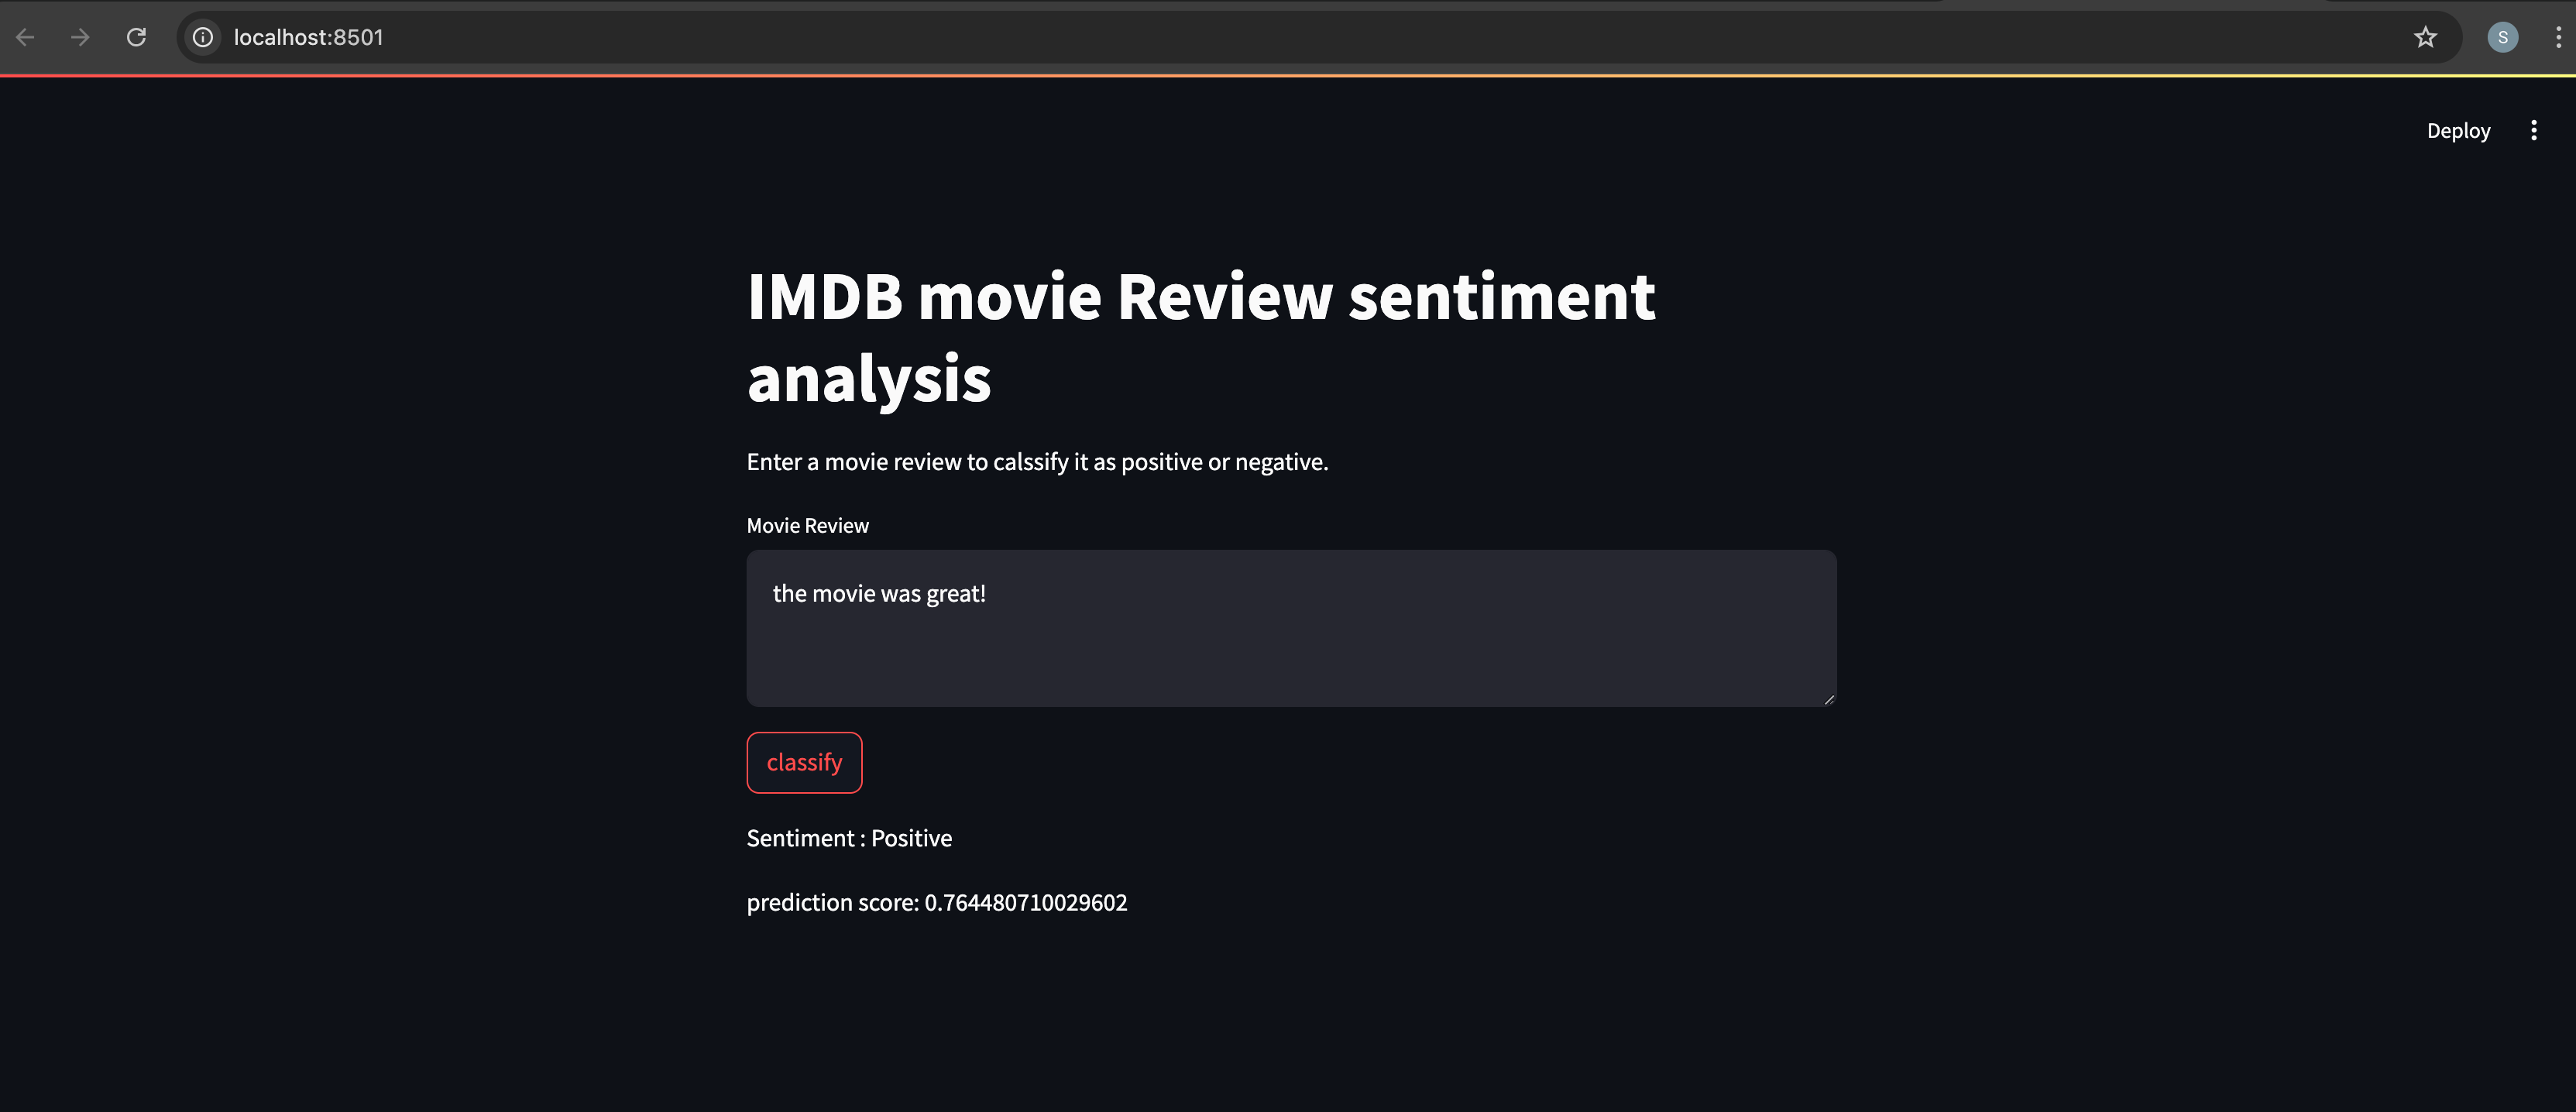 localhost:8501
S
Deploy
IMDB movie Review sentiment
analysis
Enter a movie review to calssify it as positive or negative.
Movie Review
the movie was great!
classify
Sentiment : Positive
prediction score: 0.764480710029602